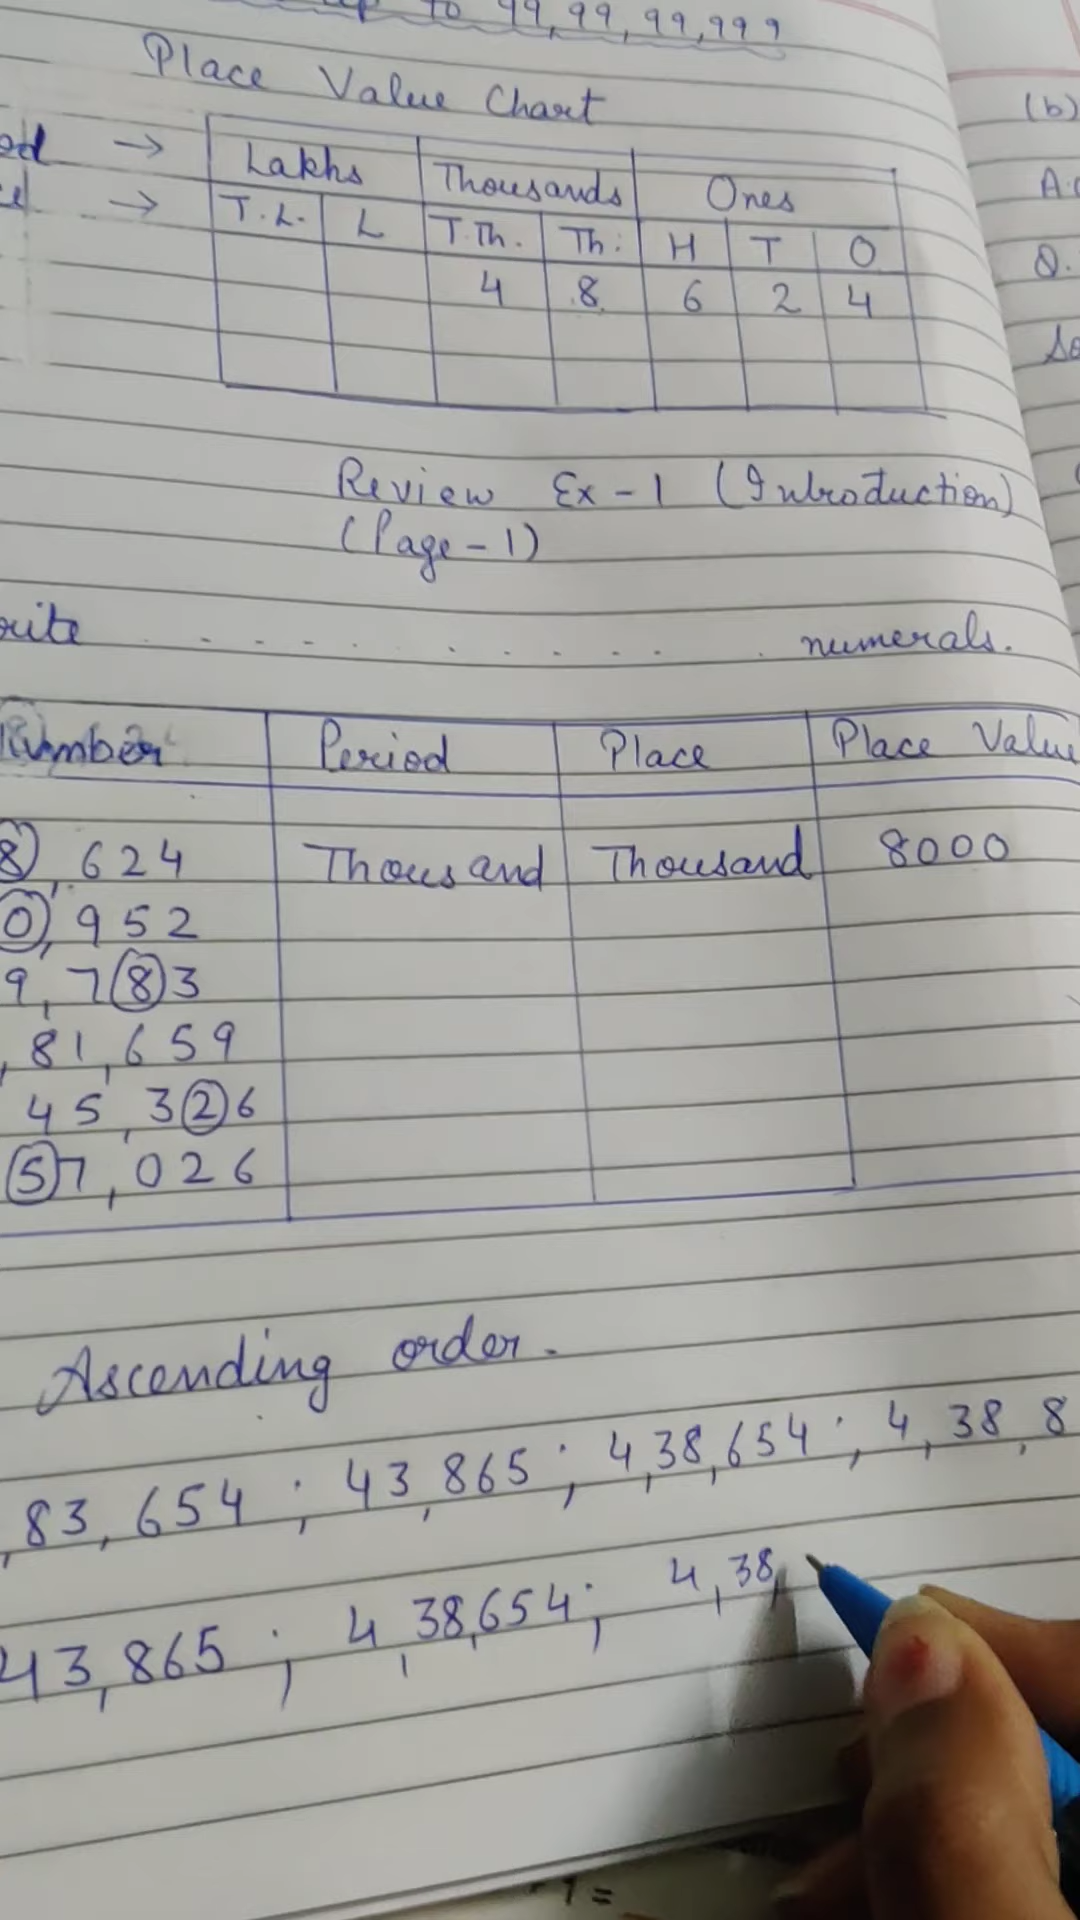 to 99,99,99,999
Place Value Chart
→ Lakhs Thousands Ones
→ T.L. L T.Th. Th: H T O
4 8 6 2 4
Review Ex-1 (Introduction)
(Page-1)
rite . . . . . . . . . . numerals.
Number Period Place Place Value
8,624 Thousand Thousand 8000
0,952
9,783
,81,659
45,326
57,026
Ascending order.
,83,654 ; 43,865 ; 4,38,654 ; 4,38,8
43,865 ; 4,38,654 ; 4,38,
(b)
Q.
-1=